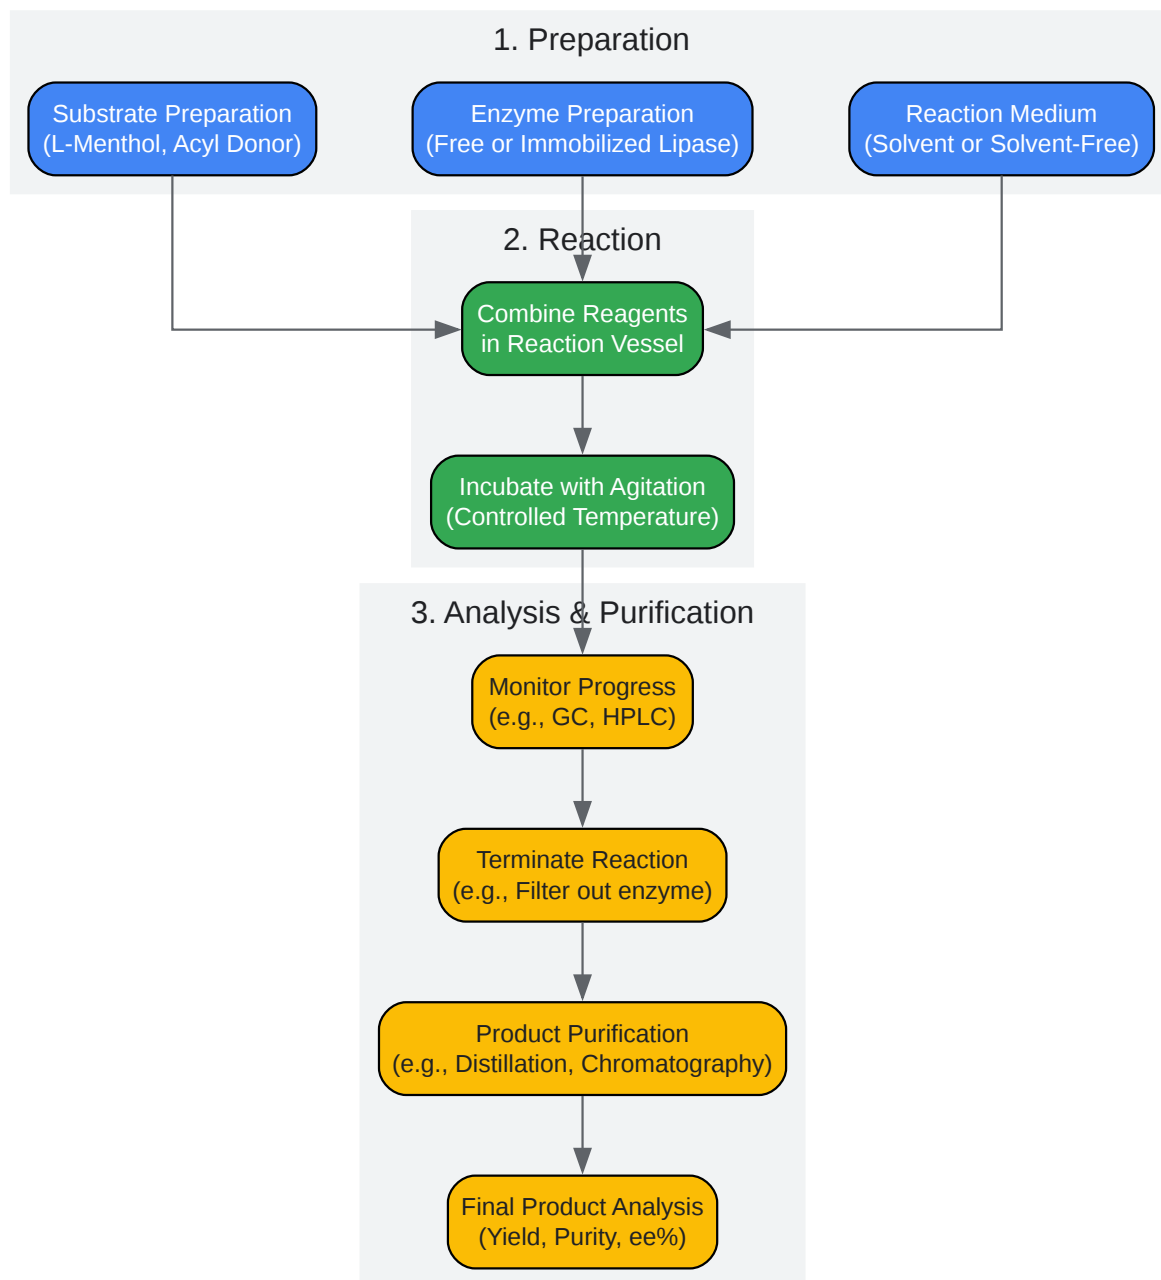 1. Preparation
Substrate Preparation
(L-Menthol, Acyl Donor)
Enzyme Preparation
(Free or Immobilized Lipase)
Reaction Medium
(Solvent or Solvent-Free)
2. Reaction
Combine Reagents
in Reaction Vessel
Incubate with Agitation
(Controlled Temperature)
3. Analysis & Purification
Monitor Progress
(e.g., GC, HPLC)
Terminate Reaction
(e.g., Filter out enzyme)
Product Purification
(e.g., Distillation, Chromatography)
Final Product Analysis
(Yield, Purity, ee%)